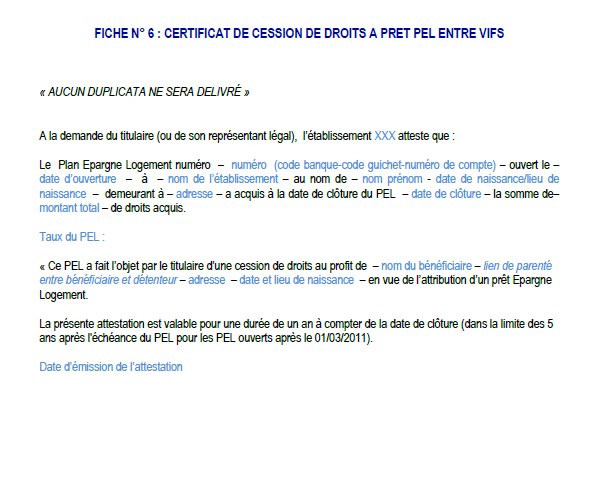 FICHE N° 6 : CERTIFICAT DE CESSION DE DROITS A PRET PEL ENTRE VIFS
« AUCUN DUPLICATA NE SERA DELIVRÉ »
A la demande du titulaire (ou de son représentant légal), l'établissement XXX atteste que :
Le Plan Epargne Logement numéro – numéro (code banque-code guichet-numéro de compte) – ouvert le –
date d'ouverture – à – nom de l'établissement – au nom de – nom prénom - date de naissance/lieu de
naissance – demeurant à – adresse – a acquis à la date de clôture du PEL – date de clôture – la somme de–
montant total – de droits acquis.
Taux du PEL :
« Ce PEL a fait l'objet par le titulaire d'une cession de droits au profit de – nom du bénéficiaire – lien de parenté
entre bénéficiaire et détenteur – adresse – date et lieu de naissance – en vue de l'attribution d'un prêt Epargne
Logement.
La présente attestation est valable pour une durée de un an à compter de la date de clôture (dans la limite des 5
ans après l'échéance du PEL pour les PEL ouverts après le 01/03/2011).
Date d'émission de l'attestation